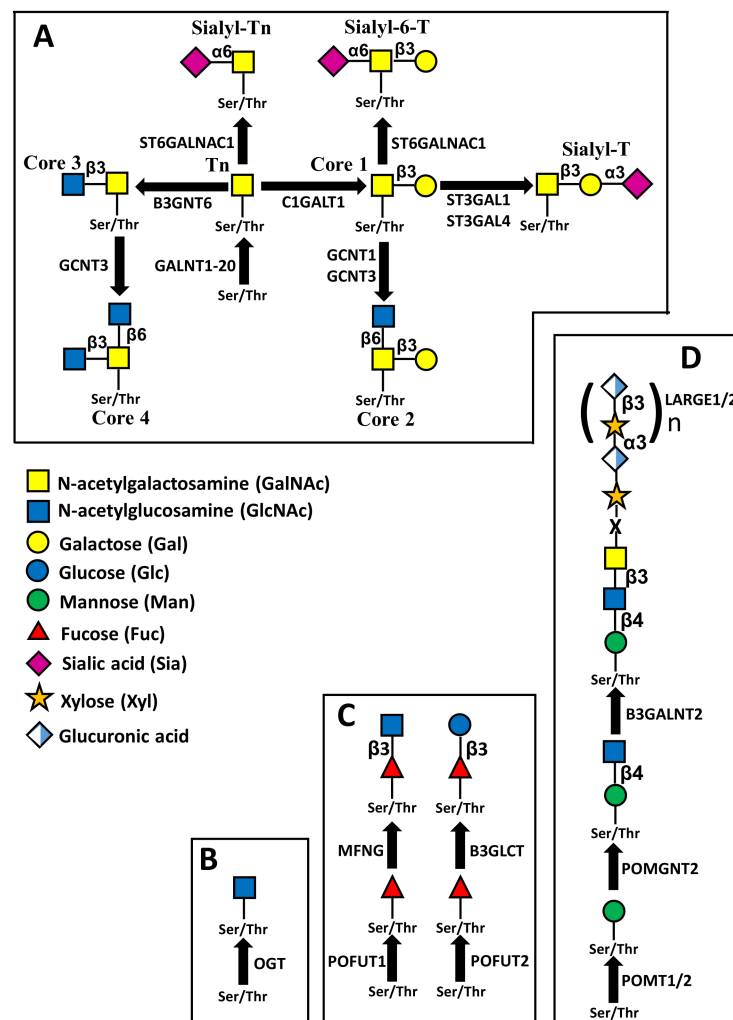 A
Sialyl-Tn
α6
Ser/Thr
Sialyl-6-T
α6
β3
Ser/Thr
ST6GALNAC1
ST6GALNAC1
Core 3
β3
Ser/Thr
B3GNT6
Tn
Ser/Thr
C1GALT1
Core 1
β3
Ser/Thr
ST3GAL1
ST3GAL4
Sialyl-T
β3
α3
Ser/Thr
GCNT3
GALNT1-20
Ser/Thr
GCNT1
GCNT3
β3
β6
Ser/Thr
Core 4
β6
β3
Ser/Thr
Core 2
N-acetylgalactosamine (GalNAc)
N-acetylglucosamine (GlcNAc)
Galactose (Gal)
Glucose (Glc)
Mannose (Man)
Fucose (Fuc)
Sialic acid (Sia)
Xylose (Xyl)
Glucuronic acid
B
Ser/Thr
OGT
Ser/Thr
C
β3
β3
Ser/Thr
Ser/Thr
MFNG
B3GLCT
Ser/Thr
Ser/Thr
POFUT1
POFUT2
Ser/Thr
Ser/Thr
D
( β3 ) LARGE1/2
n
α3
X
β3
β4
Ser/Thr
B3GALNT2
β4
Ser/Thr
POMGNT2
Ser/Thr
POMT1/2
Ser/Thr